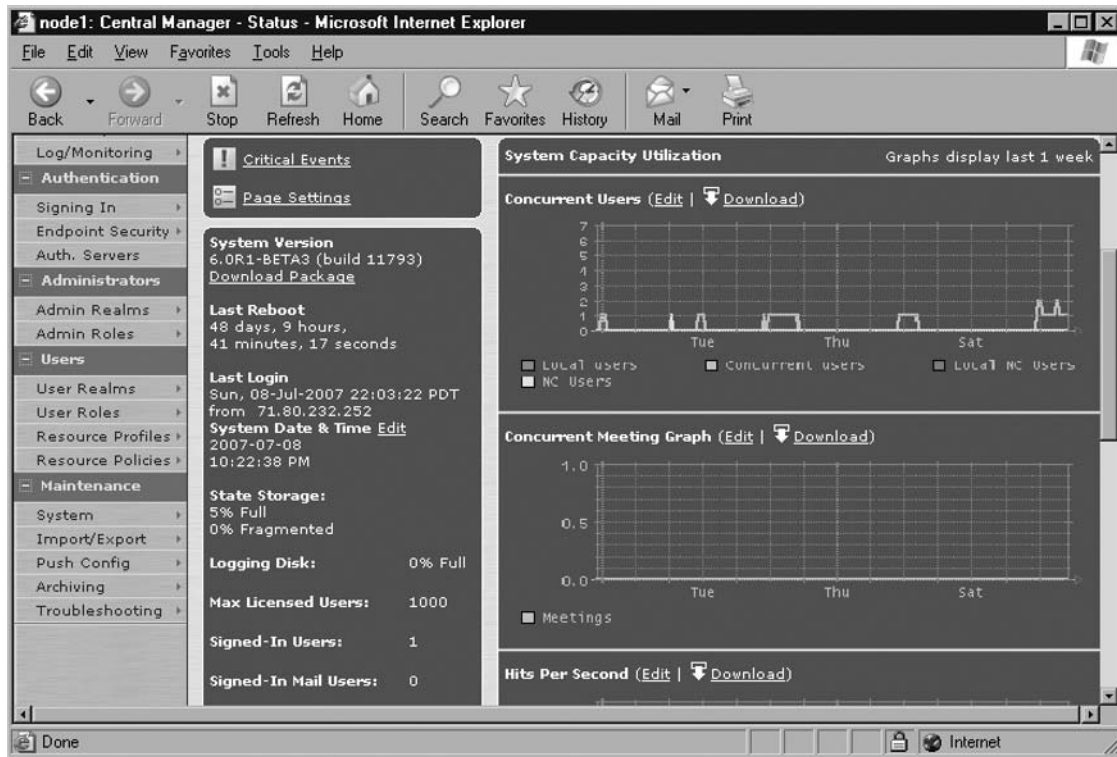 node1: Central Manager - Status - Microsoft Internet Explorer
File Edit View Favorites Tools Help
Back Forward Stop Refresh Home Search Favorites History Mail Print
Log/Monitoring
Authentication
Signing In
Endpoint Security
Auth. Servers
Administrators
Admin Realms
Admin Roles
Users
User Realms
User Roles
Resource Profiles
Resource Policies
Maintenance
System
Import/Export
Push Config
Archiving
Troubleshooting
Critical Events
Page Settings
System Version
6.0R1-BETA3 (build 11793)
Download Package
Last Reboot
48 days, 9 hours,
41 minutes, 17 seconds
Last Login
Sun, 08-Jul-2007 22:03:22 PDT
from 71.80.232.252
System Date & Time Edit
2007-07-08
10:22:38 PM
State Storage:
5% Full
0% Fragmented
Logging Disk: 0% Full
Max Licensed Users: 1000
Signed-In Users: 1
Signed-In Mail Users: 0
System Capacity Utilization Graphs display last 1 week
Concurrent Users (Edit | Download)
7
6
5
4
3
2
1
0
Tue Thu Sat
Local users Concurrent users Local NC Users
NC Users
Concurrent Meeting Graph (Edit | Download)
1.0
0.5
0.0
Tue Thu Sat
Meetings
Hits Per Second (Edit | Download)
Done Internet